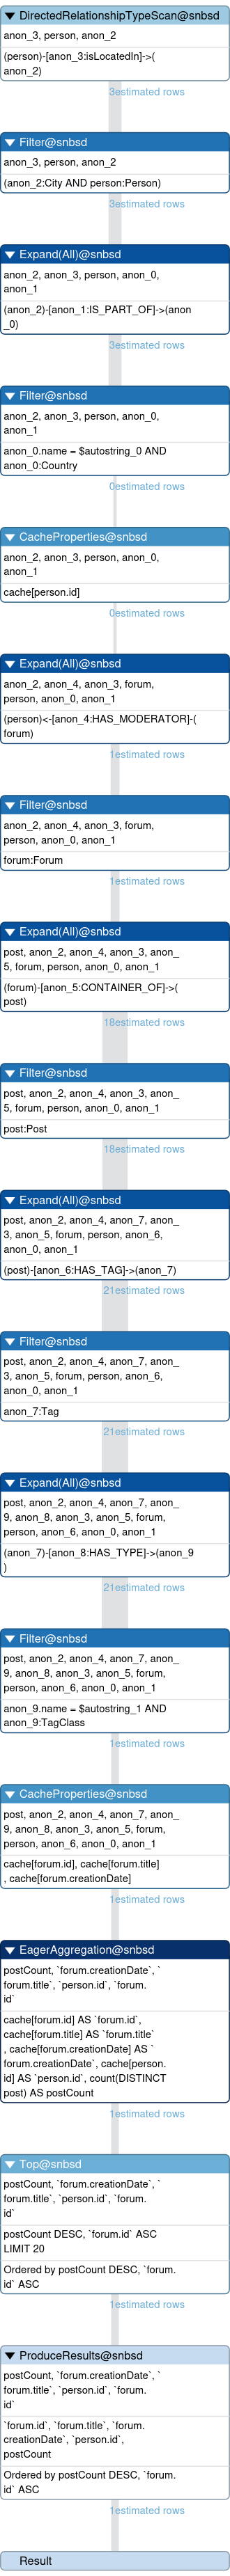 DirectedRelationshipTypeScan@snbsd
anon_3, person, anon_2
(person)-[anon_3:isLocatedIn]->(
anon_2)
3estimated rows
Filter@snbsd
anon_3, person, anon_2
(anon_2:City AND person:Person)
3estimated rows
Expand(All)@snbsd
anon_2, anon_3, person, anon_0,
anon_1
(anon_2)-[anon_1:IS_PART_OF]->(anon
_0)
3estimated rows
Filter@snbsd
anon_2, anon_3, person, anon_0,
anon_1
anon_0.name = $autostring_0 AND
anon_0:Country
0estimated rows
CacheProperties@snbsd
anon_2, anon_3, person, anon_0,
anon_1
cache[person.id]
0estimated rows
Expand(All)@snbsd
anon_2, anon_4, anon_3, forum,
person, anon_0, anon_1
(person)<-[anon_4:HAS_MODERATOR]-(
forum)
1estimated rows
Filter@snbsd
anon_2, anon_4, anon_3, forum,
person, anon_0, anon_1
forum:Forum
1estimated rows
Expand(All)@snbsd
post, anon_2, anon_4, anon_3, anon_
5, forum, person, anon_0, anon_1
(forum)-[anon_5:CONTAINER_OF]->(
post)
18estimated rows
Filter@snbsd
post, anon_2, anon_4, anon_3, anon_
5, forum, person, anon_0, anon_1
post:Post
18estimated rows
Expand(All)@snbsd
post, anon_2, anon_4, anon_7, anon_
3, anon_5, forum, person, anon_6,
anon_0, anon_1
(post)-[anon_6:HAS_TAG]->(anon_7)
21estimated rows
Filter@snbsd
post, anon_2, anon_4, anon_7, anon_
3, anon_5, forum, person, anon_6,
anon_0, anon_1
anon_7:Tag
21estimated rows
Expand(All)@snbsd
post, anon_2, anon_4, anon_7, anon_
9, anon_8, anon_3, anon_5, forum,
person, anon_6, anon_0, anon_1
(anon_7)-[anon_8:HAS_TYPE]->(anon_9
)
21estimated rows
Filter@snbsd
post, anon_2, anon_4, anon_7, anon_
9, anon_8, anon_3, anon_5, forum,
person, anon_6, anon_0, anon_1
anon_9.name = $autostring_1 AND
anon_9:TagClass
1estimated rows
CacheProperties@snbsd
post, anon_2, anon_4, anon_7, anon_
9, anon_8, anon_3, anon_5, forum,
person, anon_6, anon_0, anon_1
cache[forum.id], cache[forum.title]
, cache[forum.creationDate]
1estimated rows
EagerAggregation@snbsd
postCount, `forum.creationDate`, `
forum.title`, `person.id`, `forum.
id`
cache[forum.id] AS `forum.id`,
cache[forum.title] AS `forum.title`
, cache[forum.creationDate] AS `
forum.creationDate`, cache[person.
id] AS `person.id`, count(DISTINCT
post) AS postCount
1estimated rows
Top@snbsd
postCount, `forum.creationDate`, `
forum.title`, `person.id`, `forum.
id`
postCount DESC, `forum.id` ASC
LIMIT 20
Ordered by postCount DESC, `forum.
id` ASC
1estimated rows
ProduceResults@snbsd
postCount, `forum.creationDate`, `
forum.title`, `person.id`, `forum.
id`
`forum.id`, `forum.title`, `forum.
creationDate`, `person.id`,
postCount
Ordered by postCount DESC, `forum.
id` ASC
1estimated rows
Result